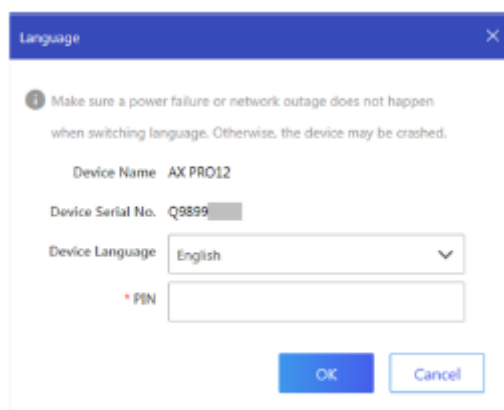 Language
Make sure a power failure or network outage does not happen
when switching language. Otherwise, the device may be crashed.
Device Name AX PRO12
Device Serial No. Q9899
Device Language English
* PIN
OK Cancel